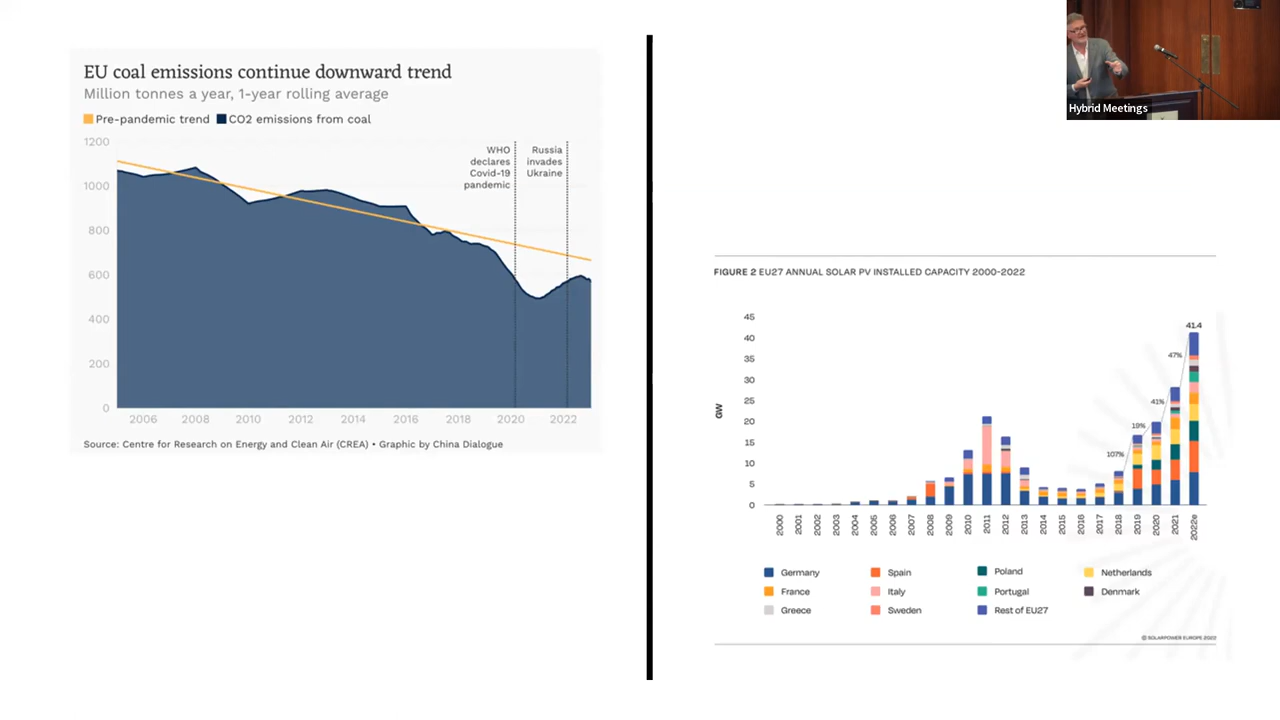 EU coal emissions continue downward trend
Million tonnes a year, 1-year rolling average
Pre-pandemic trend CO2 emissions from coal
1200
1000
800
600
400
200
0
WHO
declares
Covid-19
pandemic
Russia
invades
Ukraine
2006 2008 2010 2012 2014 2016 2018 2020 2022
Source: Centre for Research on Energy and Clean Air (CREA) • Graphic by China Dialogue
Hybrid Meetings
FIGURE 2 EU27 ANNUAL SOLAR PV INSTALLED CAPACITY 2000-2022
GW
45
40
35
30
25
20
15
10
5
0
107%
19%
41%
47%
41.4
2000 2001 2002 2003 2004 2005 2006 2007 2008 2009 2010 2011 2012 2013 2014 2015 2016 2017 2018 2019 2020 2021 2022e
Germany Spain Poland Netherlands
France Italy Portugal Denmark
Greece Sweden Rest of EU27
© SOLARPOWER EUROPE 2022